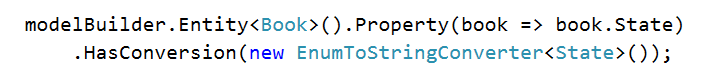 modelBuilder.Entity<Book>().Property(book => book.State)
.HasConversion(new EnumToStringConverter<State>());